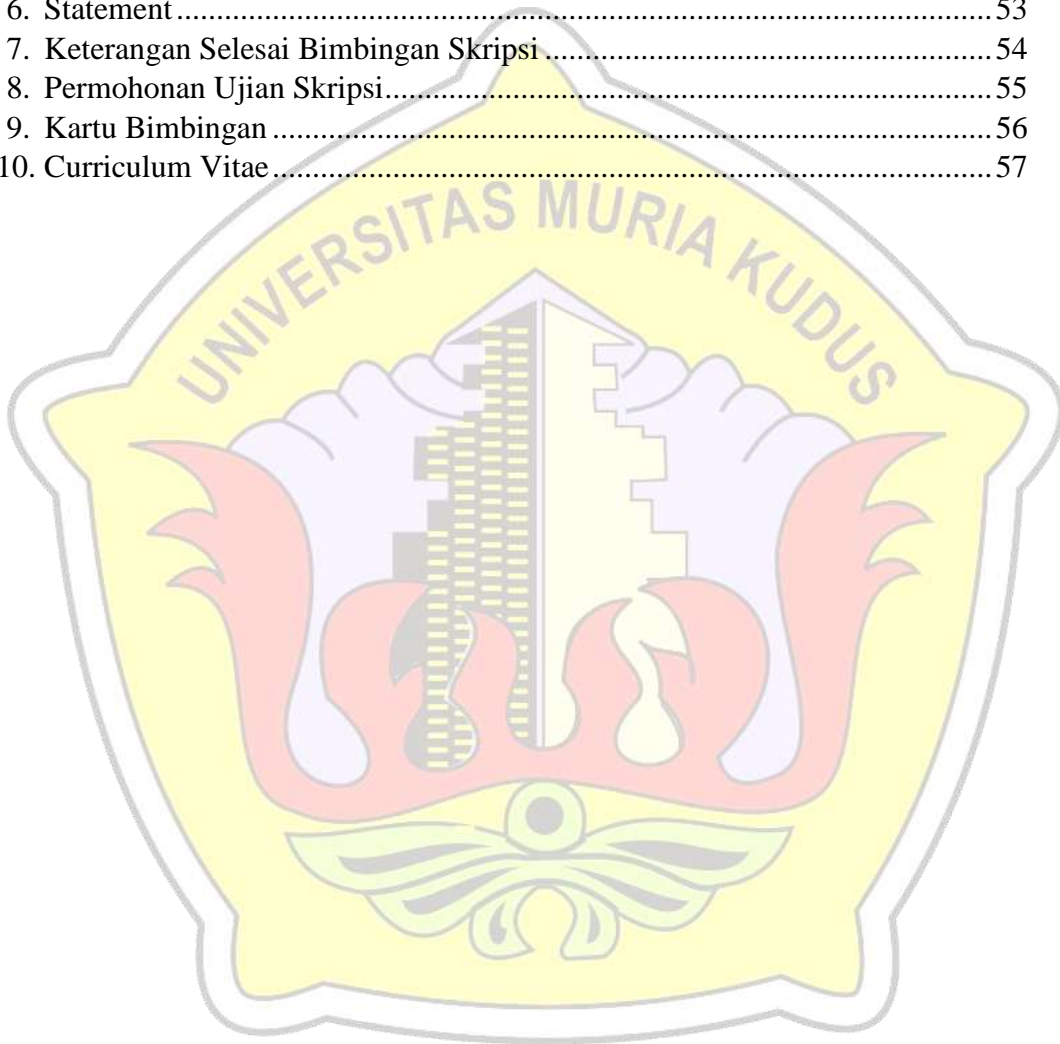 6. Statement ........................................................................................................ 53
7. Keterangan Selesai Bimbingan Skripsi ......................................................... 54
8. Permohonan Ujian Skripsi ............................................................................. 55
9. Kartu Bimbingan ............................................................................................ 56
10. Curriculum Vitae ........................................................................................... 57
UNIVERSITAS MURIA KUDUS